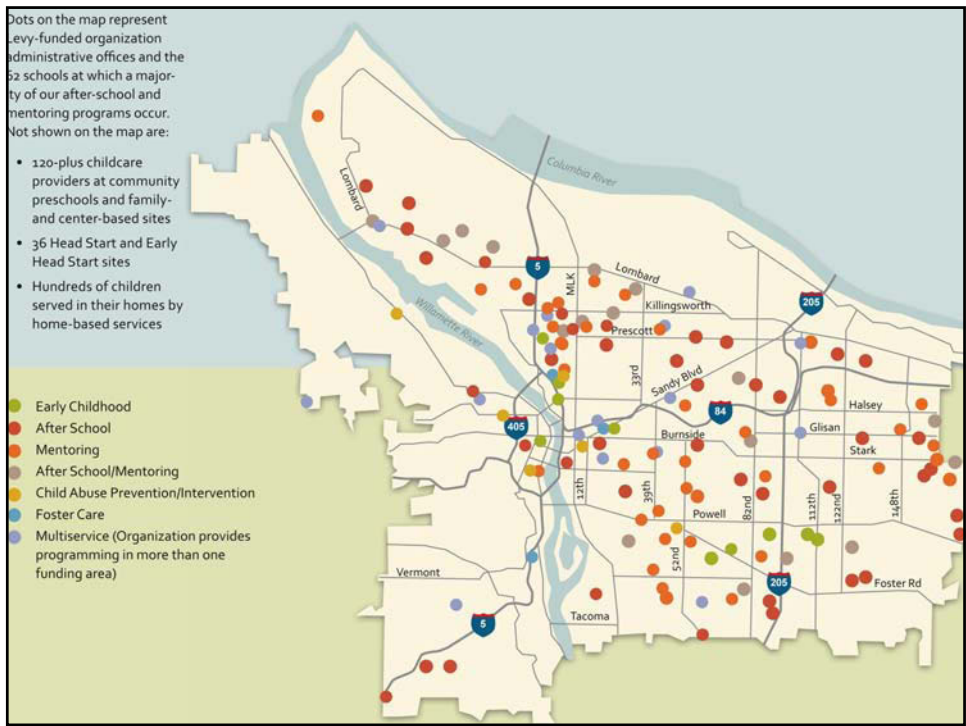 Dots on the map represent
Levy-funded organization
administrative offices and the
62 schools at which a major-
ity of our after-school and
mentoring programs occur.
Not shown on the map are:
• 120-plus childcare
providers at community
preschools and family-
and center-based sites
• 36 Head Start and Early
Head Start sites
• Hundreds of children
served in their homes by
home-based services
Early Childhood
After School
Mentoring
After School/Mentoring
Child Abuse Prevention/Intervention
Foster Care
Multiservice (Organization provides
programming in more than one
funding area)
Columbia River
Lombard
5
MLK
Lombard
Killingsworth
205
Willamette River
Prescott
33rd
Sandy Blvd
84
Halsey
405
Glisan
Burnside
Stark
12th
39th
82nd
112th
122nd
148th
Powell
52nd
Vermont
205
Foster Rd
Tacoma
5